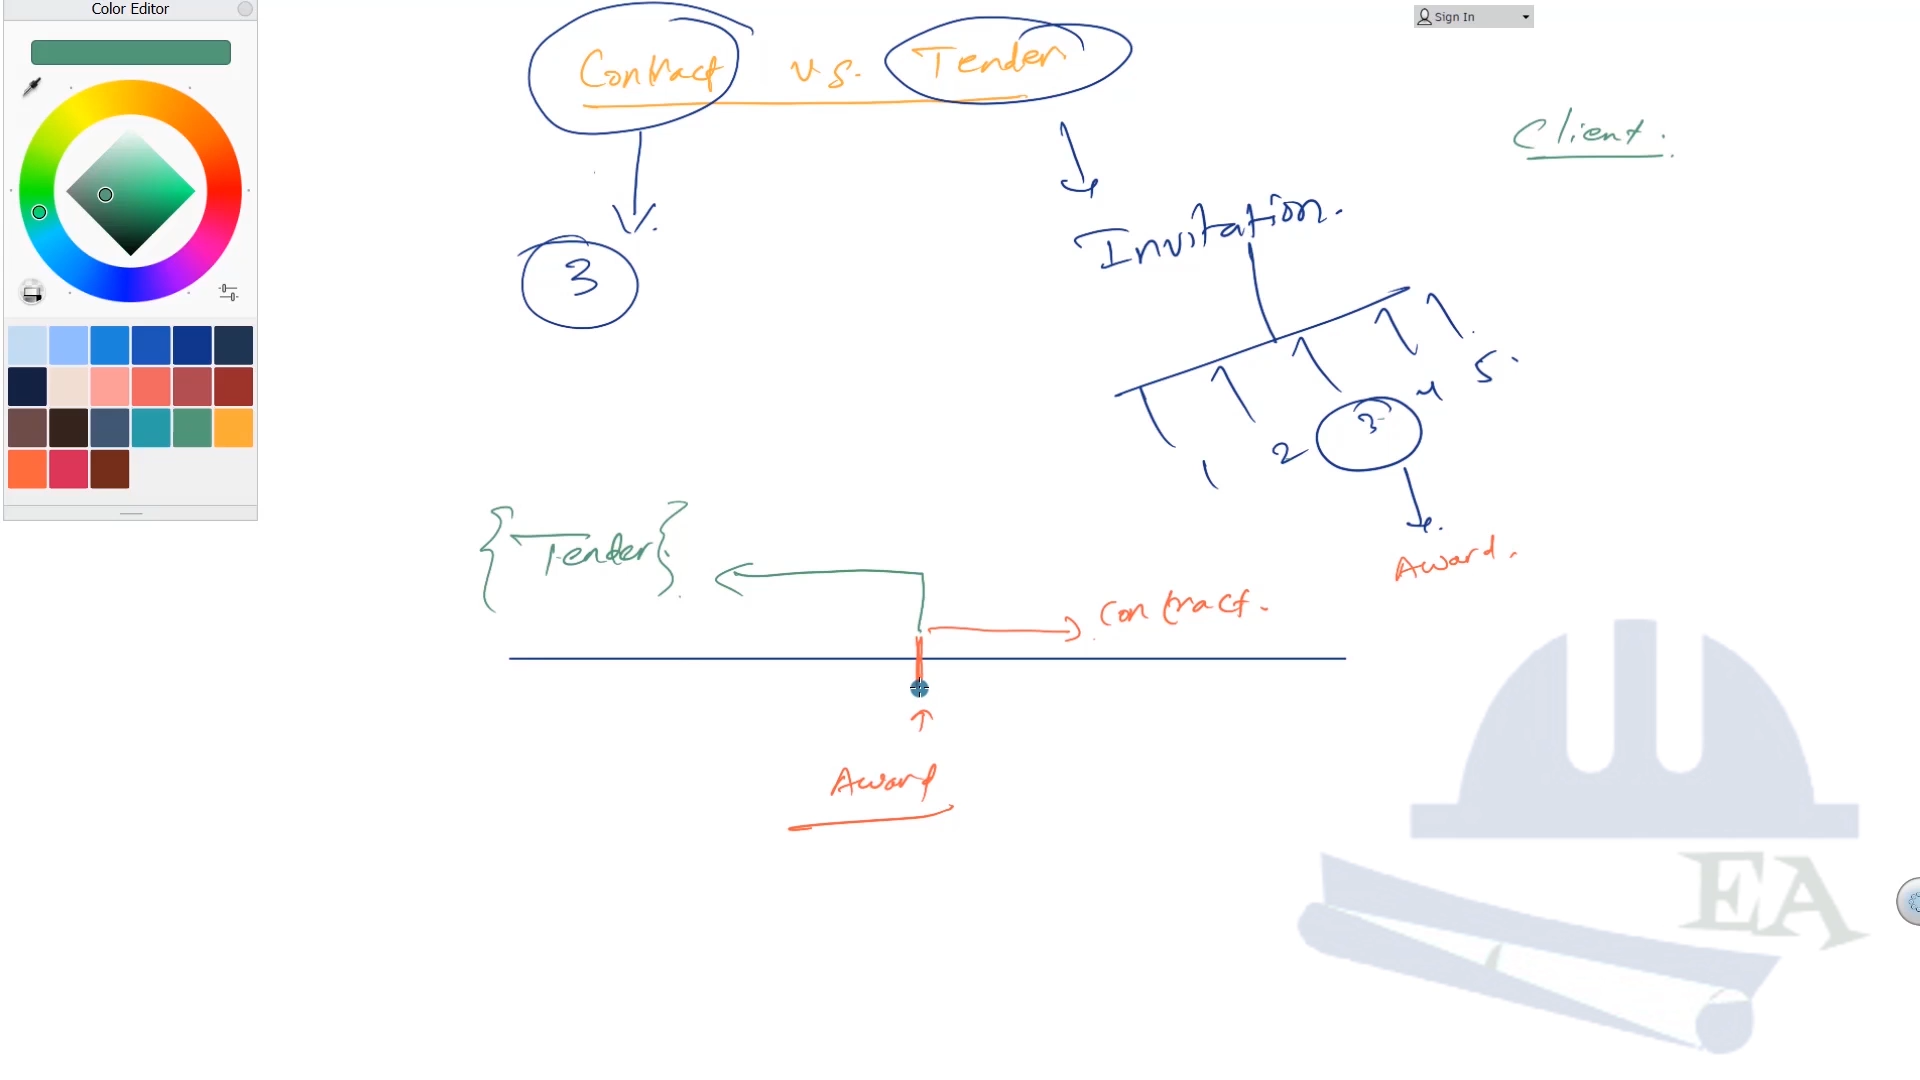 Color Editor
Sign In
Contract vs. Tender
Client.
Invitation.
3
1 2 3 4 5
Award.
{Tender}
Contract.
Award
EA